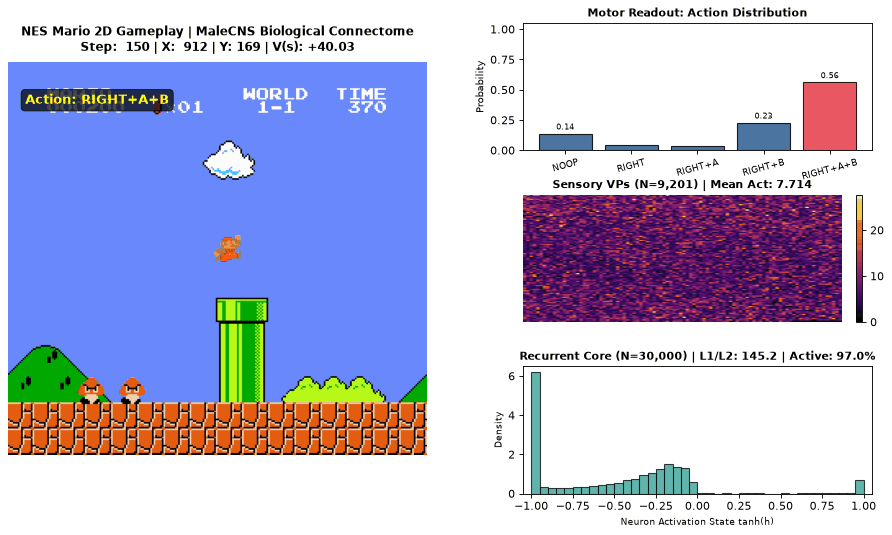 NES Mario 2D Gameplay | MaleCNS Biological Connectome
Step: 150 | X: 912 | Y: 169 | V(s): +40.03
Action: RIGHT+A+B
WORLD TIME
01 1-1 370
Motor Readout: Action Distribution
Probability
1.00
0.75
0.50
0.25
0.00
0.14
0.23
0.56
NOOP
RIGHT
RIGHT+A
RIGHT+B
RIGHT+A+B
Sensory VPs (N=9,201) | Mean Act: 7.714
20
10
0
Recurrent Core (N=30,000) | L1/L2: 145.2 | Active: 97.0%
Density
6
4
2
0
−1.00 −0.75 −0.50 −0.25 0.00 0.25 0.50 0.75 1.00
Neuron Activation State tanh(h)